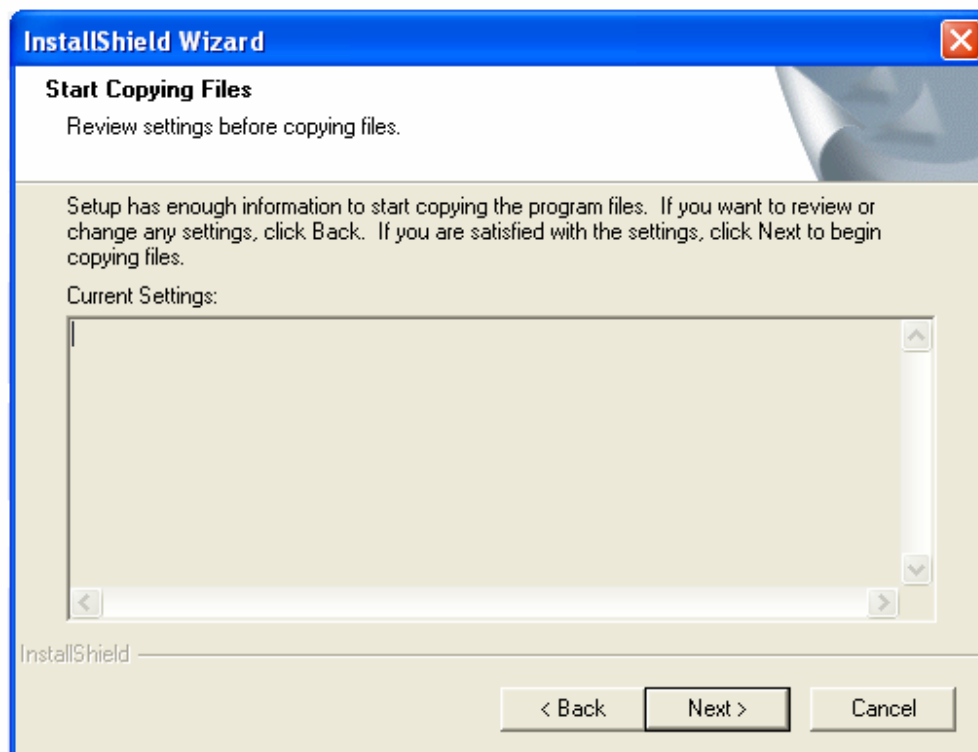 InstallShield Wizard
Start Copying Files
Review settings before copying files.
Setup has enough information to start copying the program files.  If you want to review or
change any settings, click Back.  If you are satisfied with the settings, click Next to begin
copying files.
Current Settings:
InstallShield
< Back
Next >
Cancel